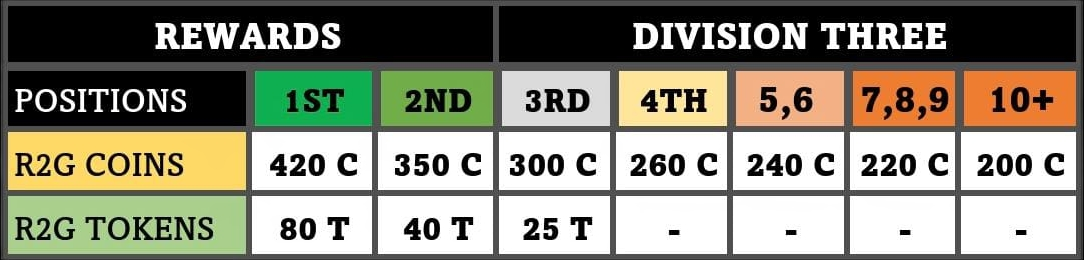 REWARDS DIVISION THREE
POSITIONS 1ST 2ND 3RD 4TH 5,6 7,8,9 10+
R2G COINS 420 C 350 C 300 C 260 C 240 C 220 C 200 C
R2G TOKENS 80 T 40 T 25 T - - - -